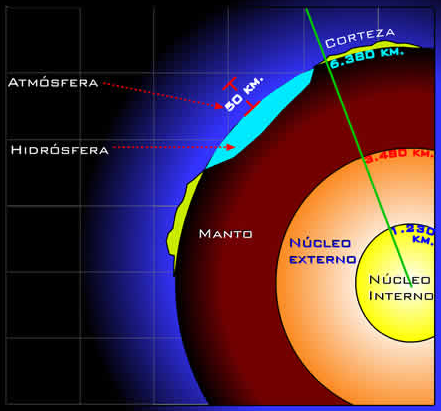 CORTEZA
6.380 KM.
ATMÓSFERA
50 KM.
HIDRÓSFERA
3.480 KM
1.230
KM.
MANTO
NÚCLEO
EXTERNO
NÚCLEO
INTERNO